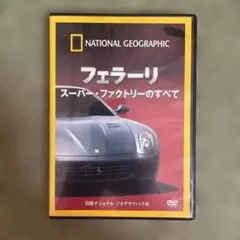 NATIONAL GEOGRAPHIC
フェラーリ
スーパー・ファクトリーのすべて
日経ナショナル ジオグラフィック社
DVD